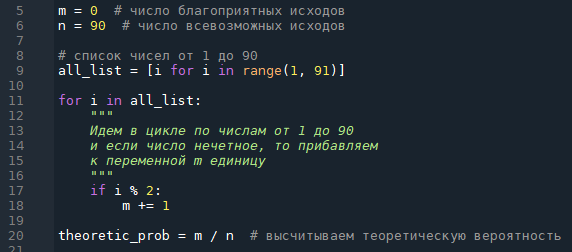 5 m = 0  # число благоприятных исходов
6 n = 90  # число всевозможных исходов
7
8 # список чисел от 1 до 90
9 all_list = [i for i in range(1, 91)]
10
11 for i in all_list:
12     """
13     Идем в цикле по числам от 1 до 90
14     и если число нечетное, то прибавляем
15     к переменной m единицу
16     """
17     if i % 2:
18         m += 1
19
20 theoretic_prob = m / n  # высчитываем теоретическую вероятность
21